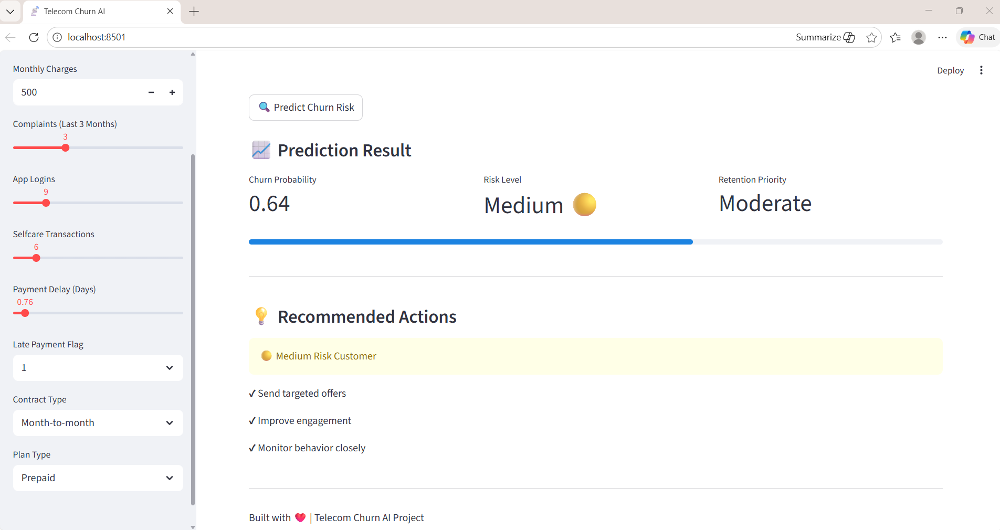 Telecom Churn AI
localhost:8501
Summarize
Chat
Monthly Charges
500
Complaints (Last 3 Months)
3
App Logins
9
Selfcare Transactions
6
Payment Delay (Days)
0.76
Late Payment Flag
1
Contract Type
Month-to-month
Plan Type
Prepaid
Deploy
Predict Churn Risk
Prediction Result
Churn Probability
0.64
Risk Level
Medium
Retention Priority
Moderate
Recommended Actions
Medium Risk Customer
✔ Send targeted offers
✔ Improve engagement
✔ Monitor behavior closely
Built with ❤️ | Telecom Churn AI Project